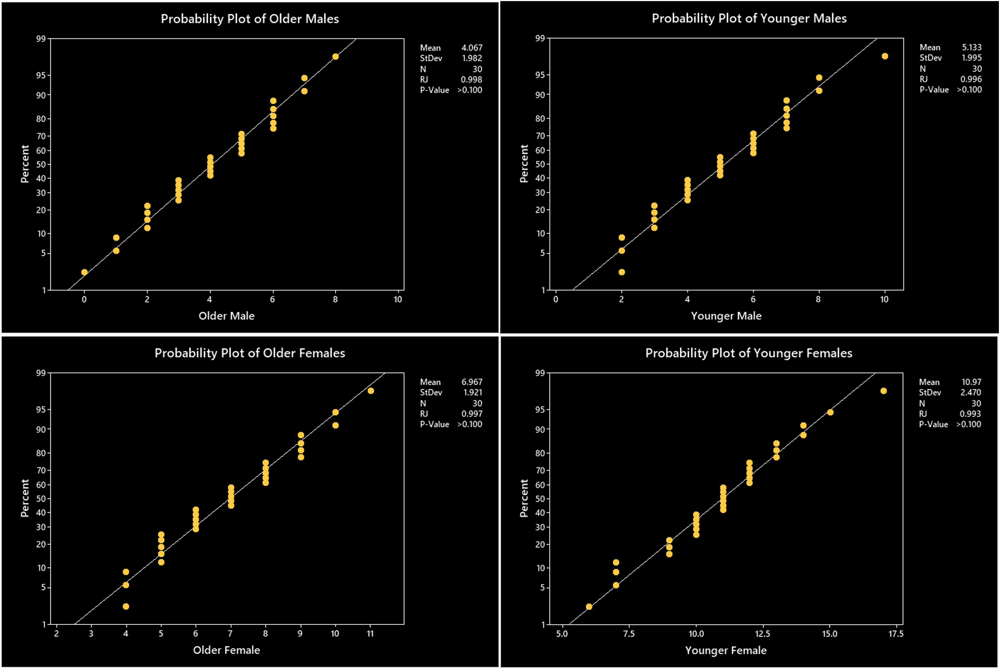 Probability Plot of Older Males
99
95
90
80
70
60
50
40
30
20
10
5
1
Percent
0 2 4 6 8 10
Older Male
Mean 4.067
StDev 1.982
N 30
RJ 0.998
P-Value >0.100
Probability Plot of Younger Males
99
95
90
80
70
60
50
40
30
20
10
5
1
Percent
0 2 4 6 8 10
Younger Male
Mean 5.133
StDev 1.995
N 30
RJ 0.996
P-Value >0.100
Probability Plot of Older Females
99
95
90
80
70
60
50
40
30
20
10
5
1
Percent
2 3 4 5 6 7 8 9 10 11
Older Female
Mean 6.967
StDev 1.921
N 30
RJ 0.997
P-Value >0.100
Probability Plot of Younger Females
99
95
90
80
70
60
50
40
30
20
10
5
1
Percent
5.0 7.5 10.0 12.5 15.0 17.5
Younger Female
Mean 10.97
StDev 2.470
N 30
RJ 0.993
P-Value >0.100